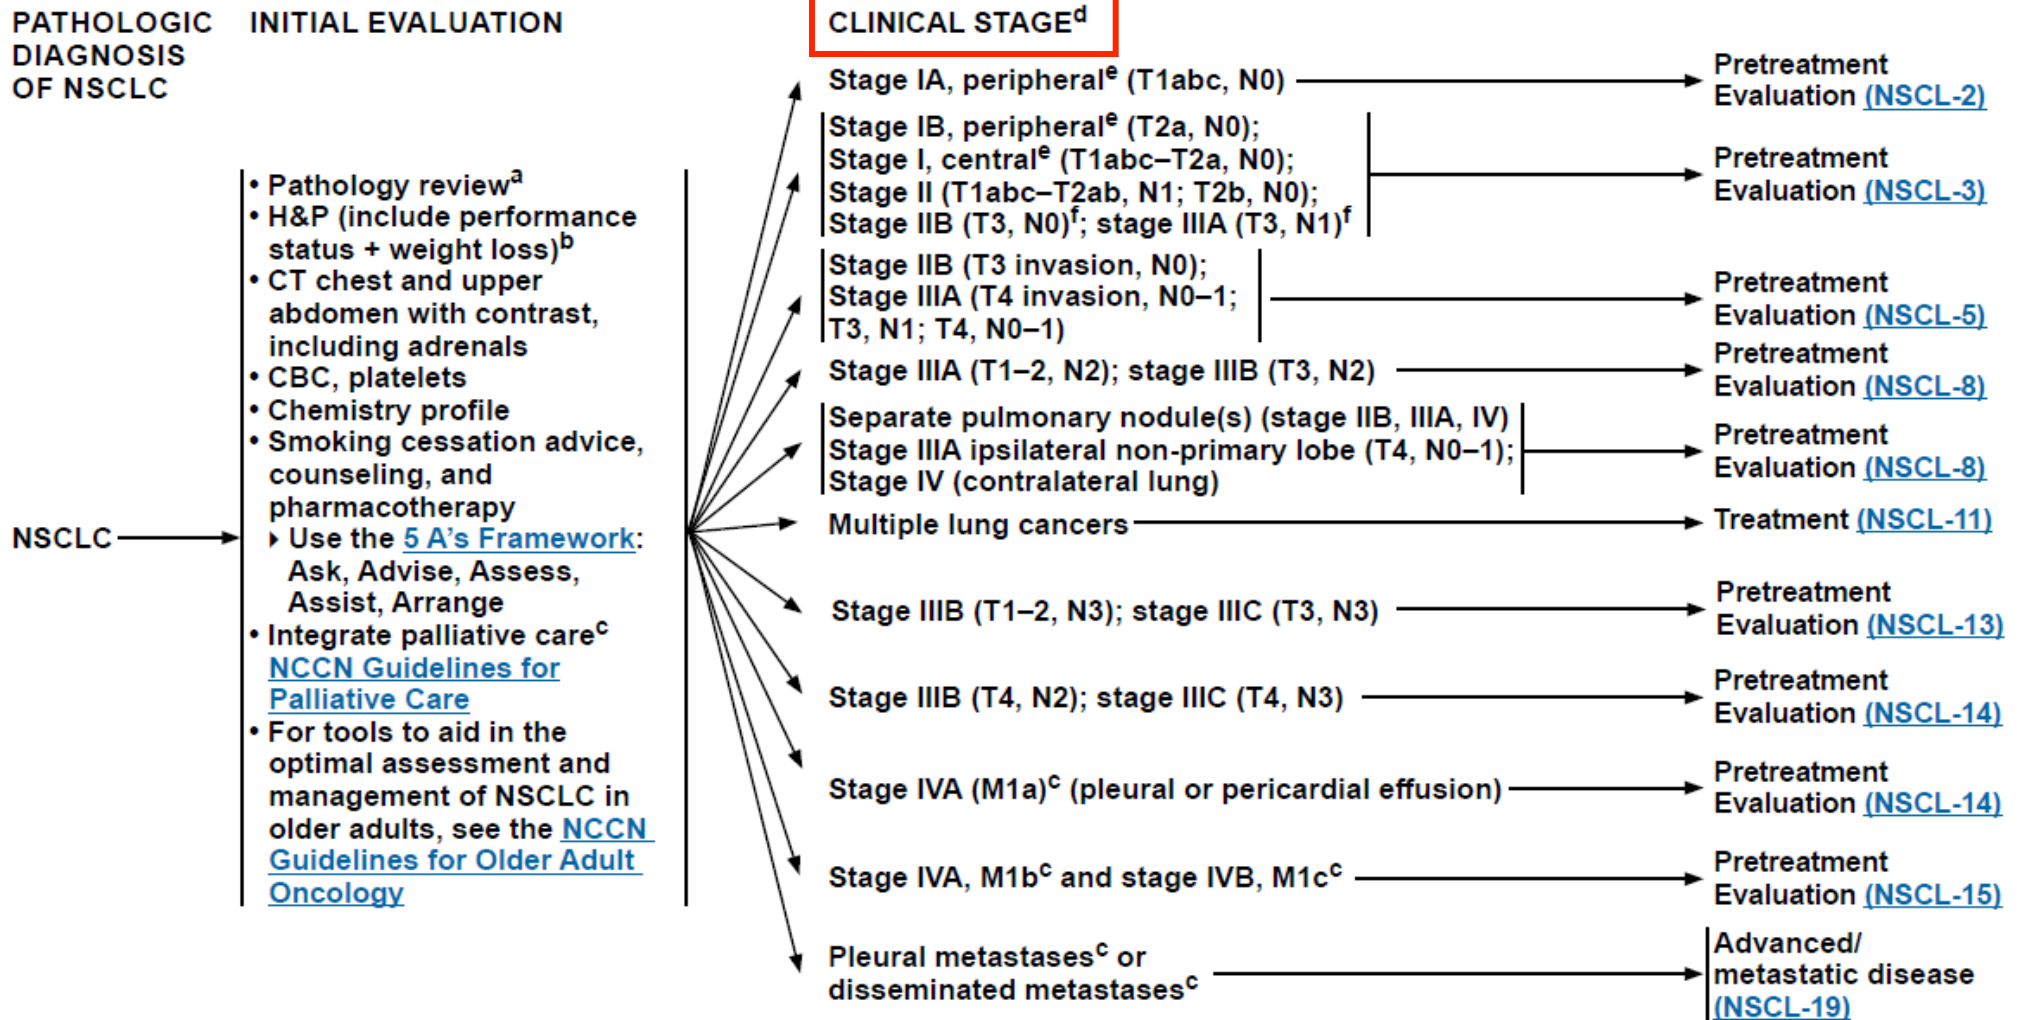 PATHOLOGIC
DIAGNOSIS
OF NSCLC
INITIAL EVALUATION
CLINICAL STAGEd
NSCLC
• Pathology reviewa
• H&P (include performance
status + weight loss)b
• CT chest and upper
abdomen with contrast,
including adrenals
• CBC, platelets
• Chemistry profile
• Smoking cessation advice,
counseling, and
pharmacotherapy
Use the 5 A’s Framework:
Ask, Advise, Assess,
Assist, Arrange
• Integrate palliative carec
NCCN Guidelines for
Palliative Care
• For tools to aid in the
optimal assessment and
management of NSCLC in
older adults, see the NCCN
Guidelines for Older Adult
Oncology
Stage IA, peripherale (T1abc, N0)
Pretreatment
Evaluation (NSCL-2)
Stage IB, peripherale (T2a, N0);
Stage I, centrale (T1abc–T2a, N0);
Stage II (T1abc–T2ab, N1; T2b, N0);
Stage IIB (T3, N0)f; stage IIIA (T3, N1)f
Pretreatment
Evaluation (NSCL-3)
Stage IIB (T3 invasion, N0);
Stage IIIA (T4 invasion, N0–1;
T3, N1; T4, N0–1)
Pretreatment
Evaluation (NSCL-5)
Stage IIIA (T1–2, N2); stage IIIB (T3, N2)
Pretreatment
Evaluation (NSCL-8)
Separate pulmonary nodule(s) (stage IIB, IIIA, IV)
Stage IIIA ipsilateral non-primary lobe (T4, N0–1);
Stage IV (contralateral lung)
Pretreatment
Evaluation (NSCL-8)
Multiple lung cancers
Treatment (NSCL-11)
Stage IIIB (T1–2, N3); stage IIIC (T3, N3)
Pretreatment
Evaluation (NSCL-13)
Stage IIIB (T4, N2); stage IIIC (T4, N3)
Pretreatment
Evaluation (NSCL-14)
Stage IVA (M1a)c (pleural or pericardial effusion)
Pretreatment
Evaluation (NSCL-14)
Stage IVA, M1bc and stage IVB, M1cc
Pretreatment
Evaluation (NSCL-15)
Pleural metastasesc or
disseminated metastasesc
Advanced/
metastatic disease
(NSCL-19)